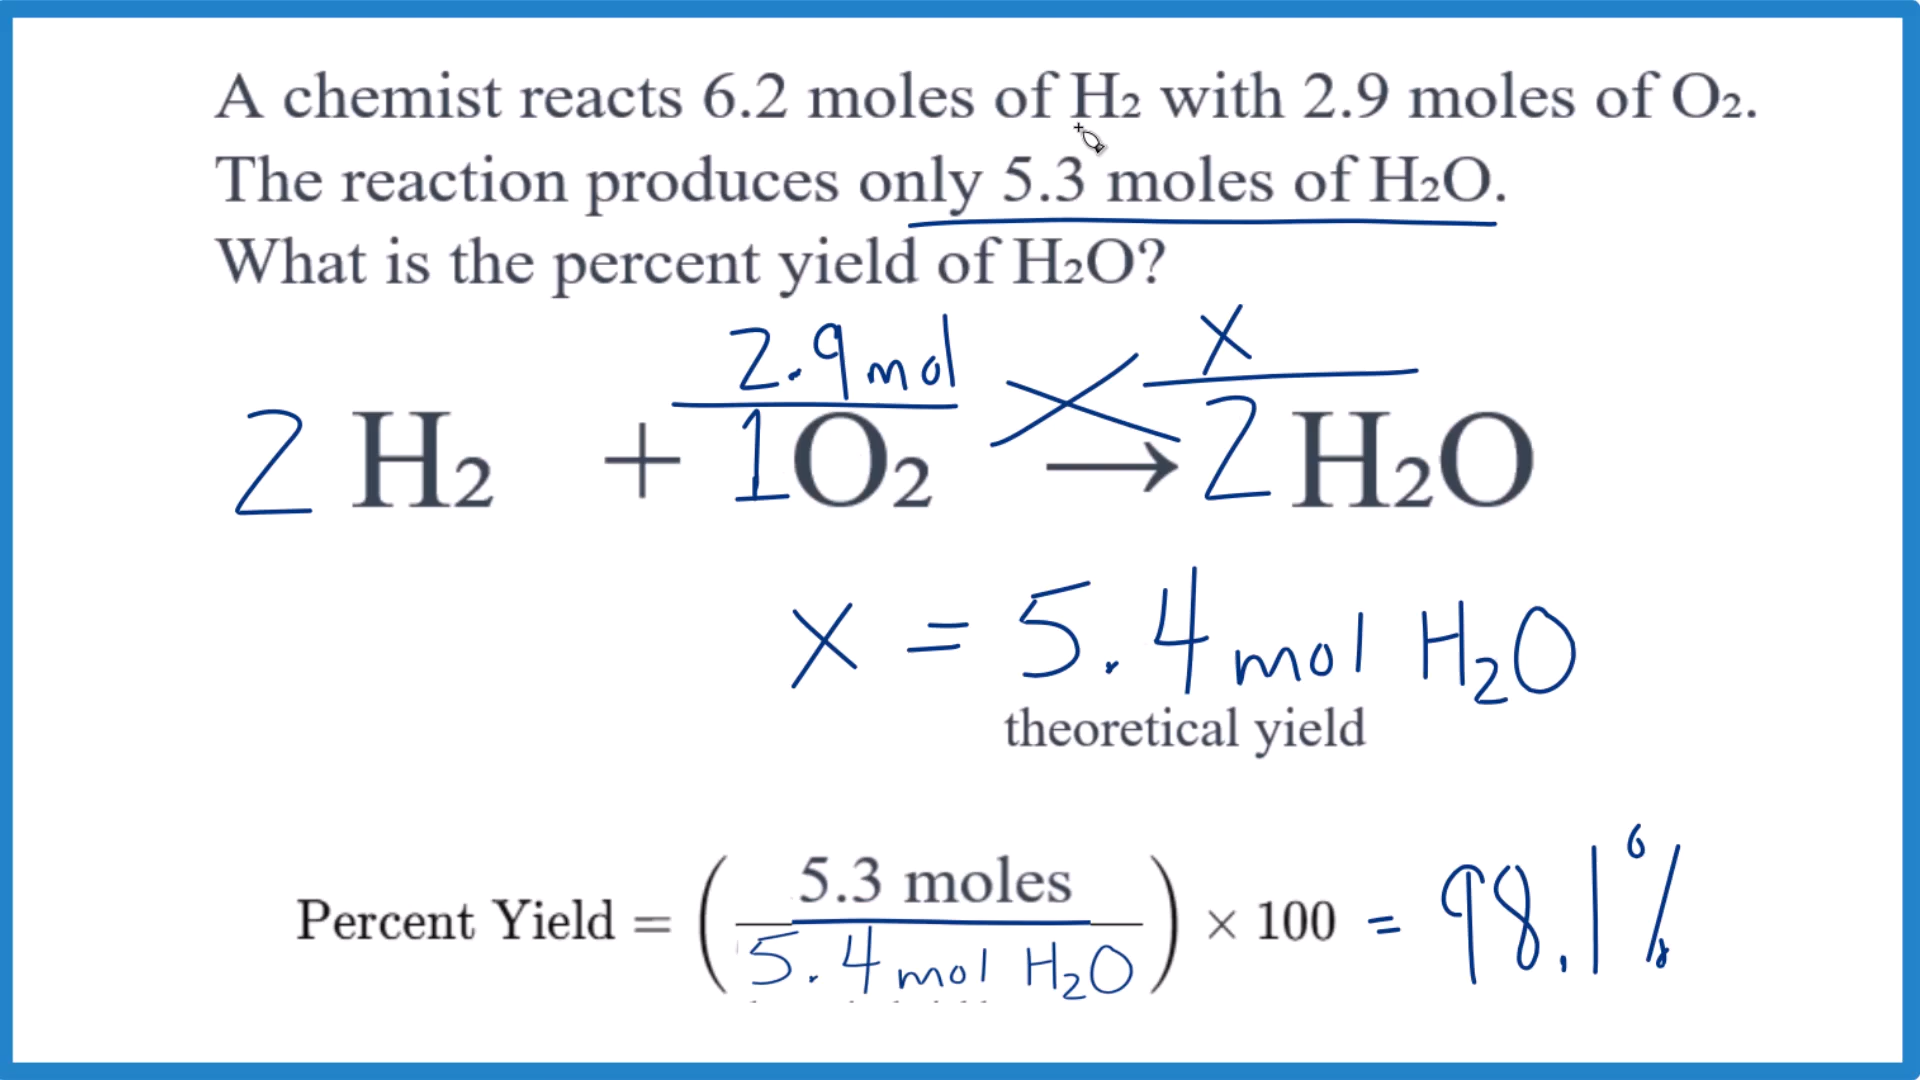 A chemist reacts 6.2 moles of H₂ with 2.9 moles of O₂.
The reaction produces only 5.3 moles of H₂O.
What is the percent yield of H₂O?
2.9 mol x
2 H₂ + 1 O₂ → 2 H₂O
x = 5.4 mol H₂O
theoretical yield
5.3 moles
Percent Yield = ( ) × 100 = 98.1%
5.4 mol H₂O